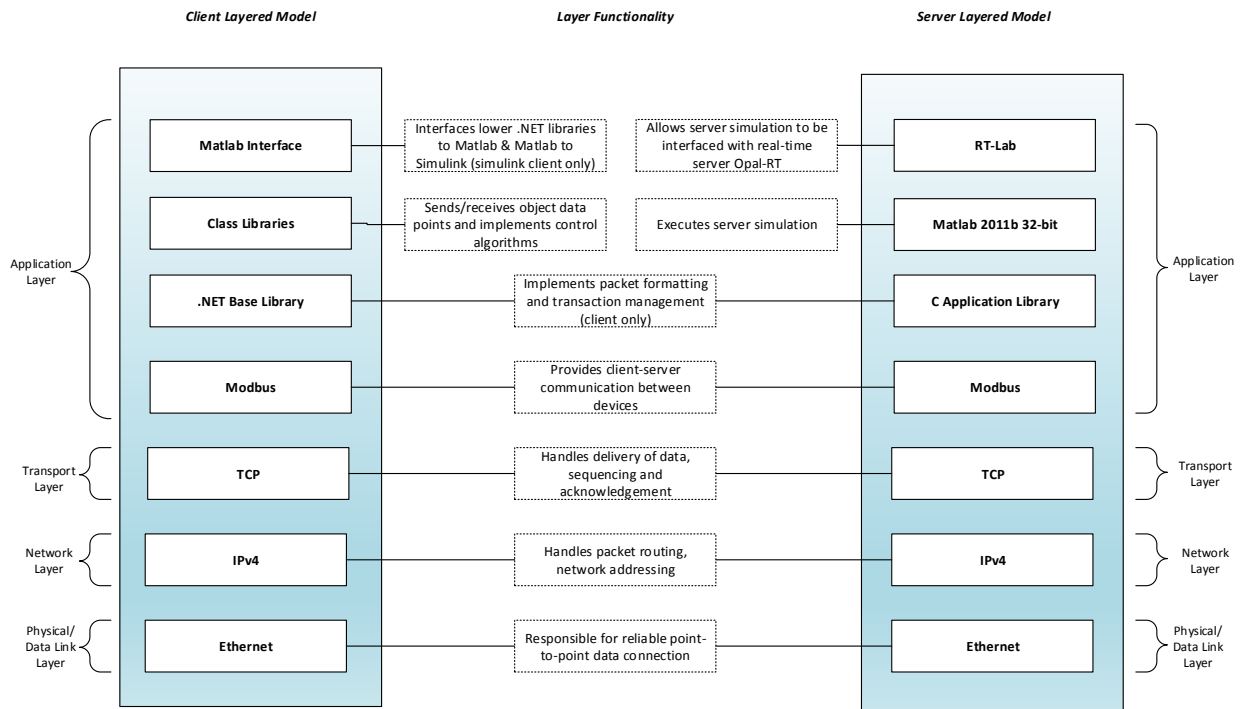 Client Layered Model
Layer Functionality
Server Layered Model
Application
Layer
Matlab Interface
Interfaces lower .NET libraries
to Matlab & Matlab to
Simulink (simulink client only)
Allows server simulation to be
interfaced with real-time
server Opal-RT
RT-Lab
Class Libraries
Sends/receives object data
points and implements control
algorithms
Executes server simulation
Matlab 2011b 32-bit
Application
Layer
.NET Base Library
Implements packet formatting
and transaction management
(client only)
C Application Library
Modbus
Provides client-server
communication between
devices
Modbus
Transport
Layer
TCP
Handles delivery of data,
sequencing and
acknowledgement
TCP
Transport
Layer
Network
Layer
IPv4
Handles packet routing,
network addressing
IPv4
Network
Layer
Physical/
Data Link
Layer
Ethernet
Responsible for reliable point-
to-point data connection
Ethernet
Physical/
Data Link
Layer